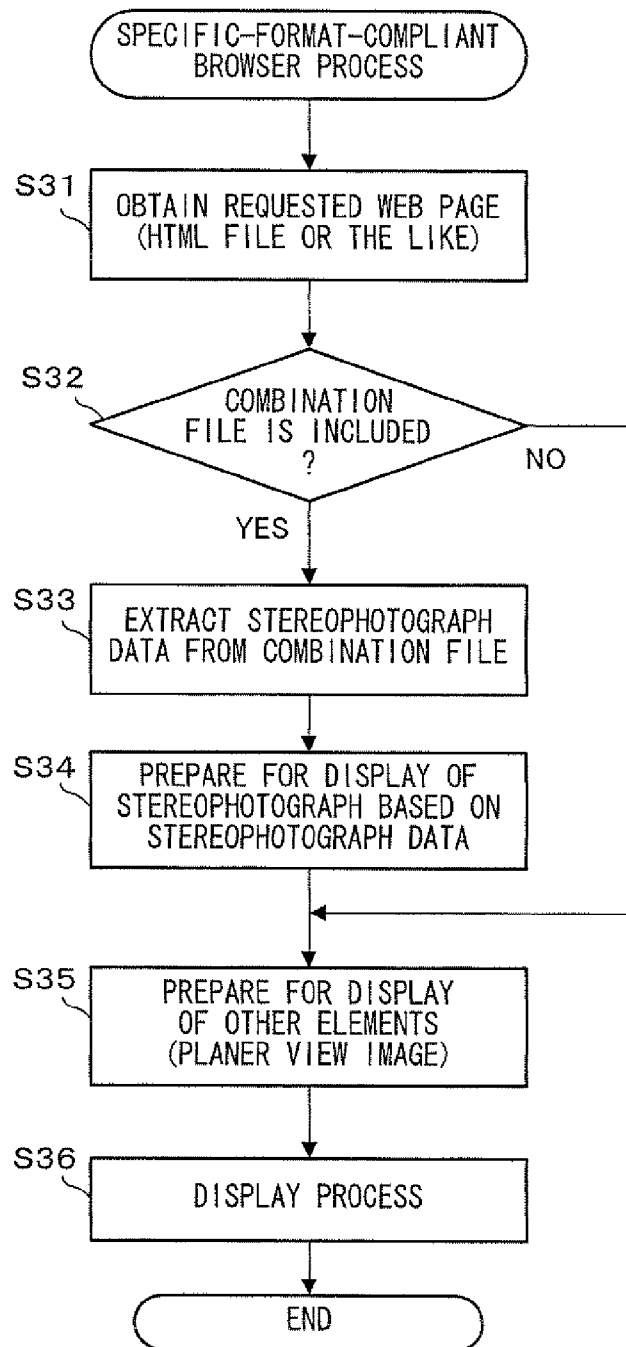 SPECIFIC-FORMAT-COMPLIANT
BROWSER PROCESS
S31
OBTAIN REQUESTED WEB PAGE
(HTML FILE OR THE LIKE)
S32
COMBINATION
FILE IS INCLUDED
?
NO
YES
S33
EXTRACT STEREOPHOTOGRAPH
DATA FROM COMBINATION FILE
S34
PREPARE FOR DISPLAY OF
STEREOPHOTOGRAPH BASED ON
STEREOPHOTOGRAPH DATA
S35
PREPARE FOR DISPLAY
OF OTHER ELEMENTS
(PLANER VIEW IMAGE)
S36
DISPLAY PROCESS
END